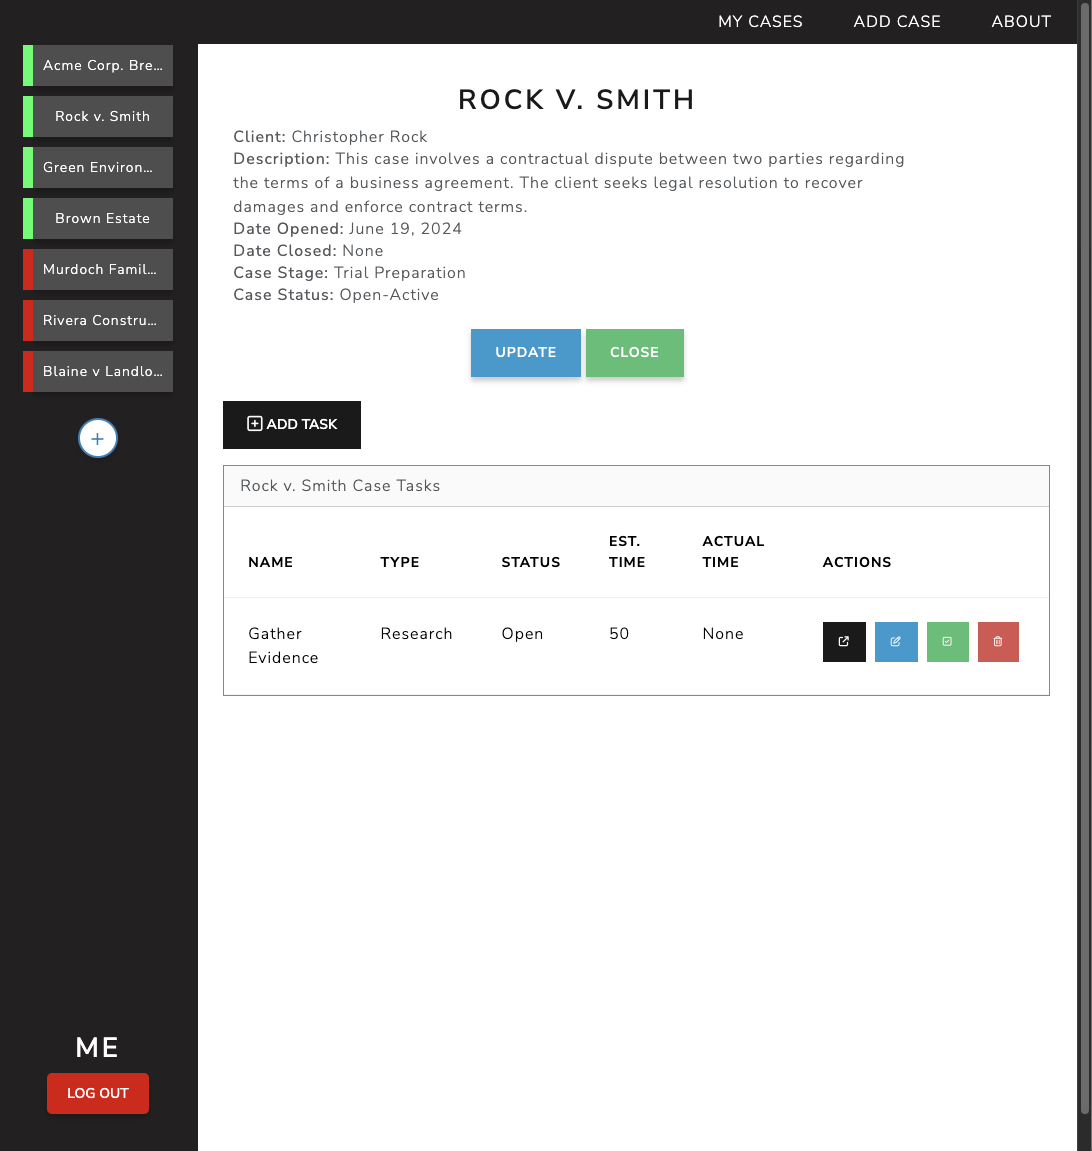 MY CASES ADD CASE ABOUT
Acme Corp. Bre...
Rock v. Smith
Green Environ...
Brown Estate
Murdoch Famil...
Rivera Constru...
Blaine v Landlo...
+
ME
LOG OUT
ROCK V. SMITH
Client: Christopher Rock
Description: This case involves a contractual dispute between two parties regarding
the terms of a business agreement. The client seeks legal resolution to recover
damages and enforce contract terms.
Date Opened: June 19, 2024
Date Closed: None
Case Stage: Trial Preparation
Case Status: Open-Active
UPDATE CLOSE
ADD TASK
Rock v. Smith Case Tasks
NAME TYPE STATUS EST. TIME ACTUAL TIME ACTIONS
Gather Evidence Research Open 50 None